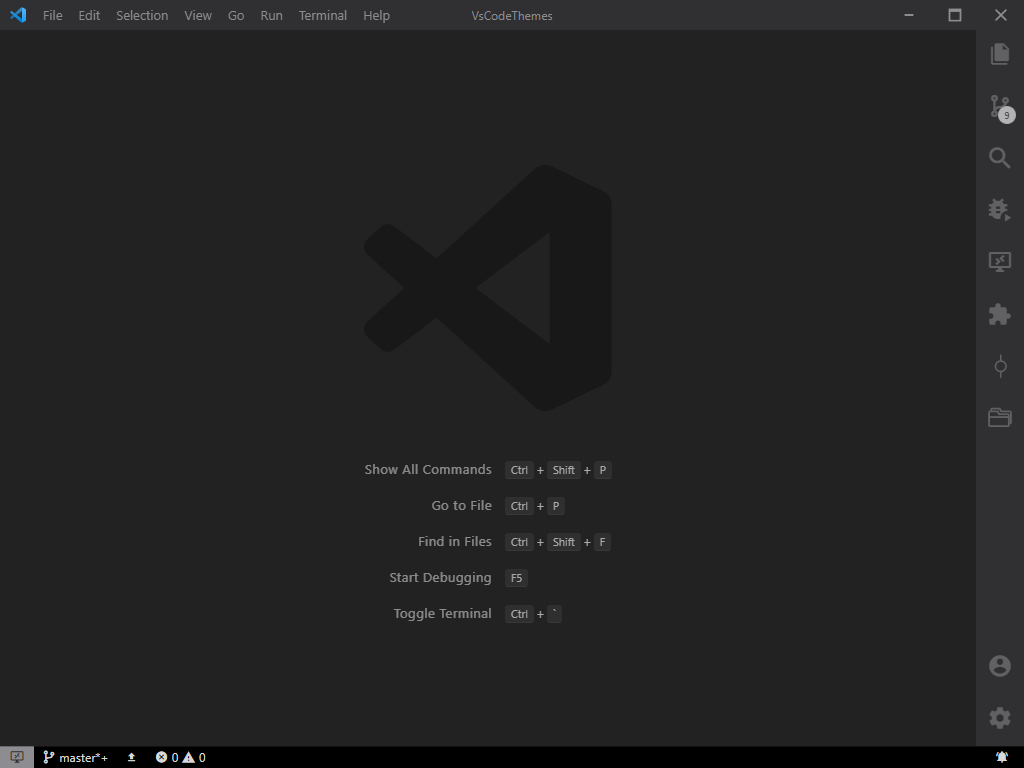 File Edit Selection View Go Run Terminal Help VsCodeThemes
9
Show All Commands Ctrl + Shift + P
Go to File Ctrl + P
Find in Files Ctrl + Shift + F
Start Debugging F5
Toggle Terminal Ctrl + `
master*+ 0 0